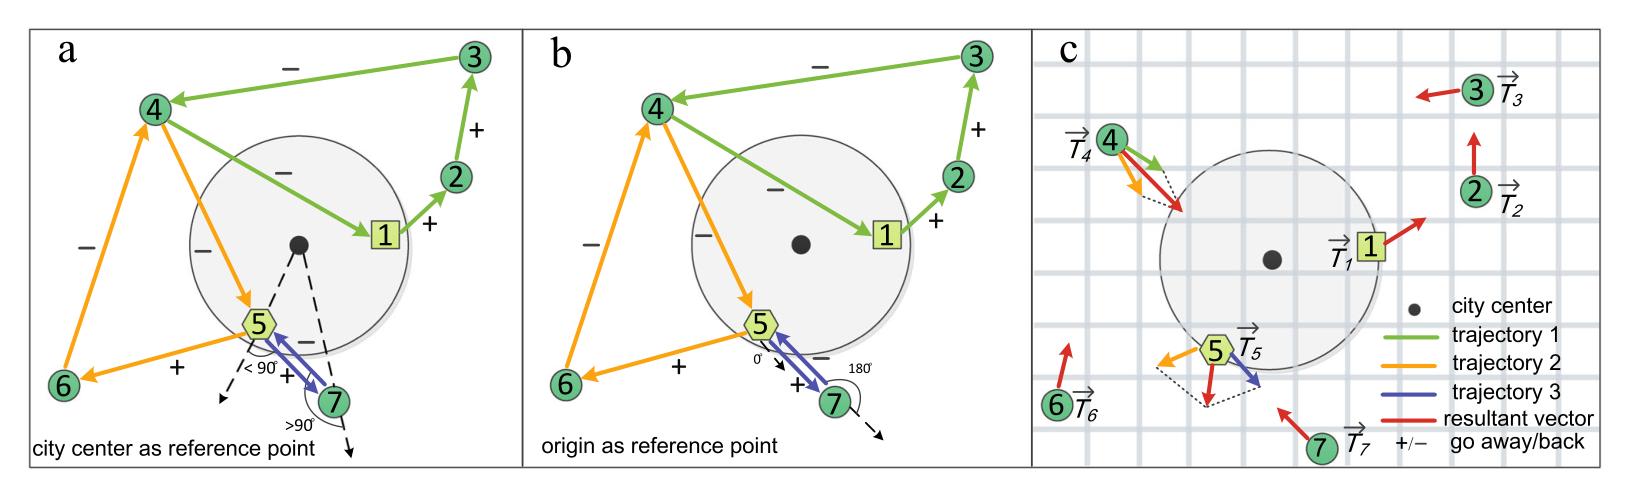 a
3
−
4
+
2
−
1
+
−
−
5
−
< 90°
+
+
6
7
>90°
city center as reference point
b
3
−
4
+
2
−
1
+
−
−
5
0°
−
+
180°
+
6
7
origin as reference point
c
3 T₃
4
T₄
2 T₂
T₁ 1
5 T₅
6 T₆
7 T₇
city center
trajectory 1
trajectory 2
trajectory 3
resultant vector
+/− go away/back